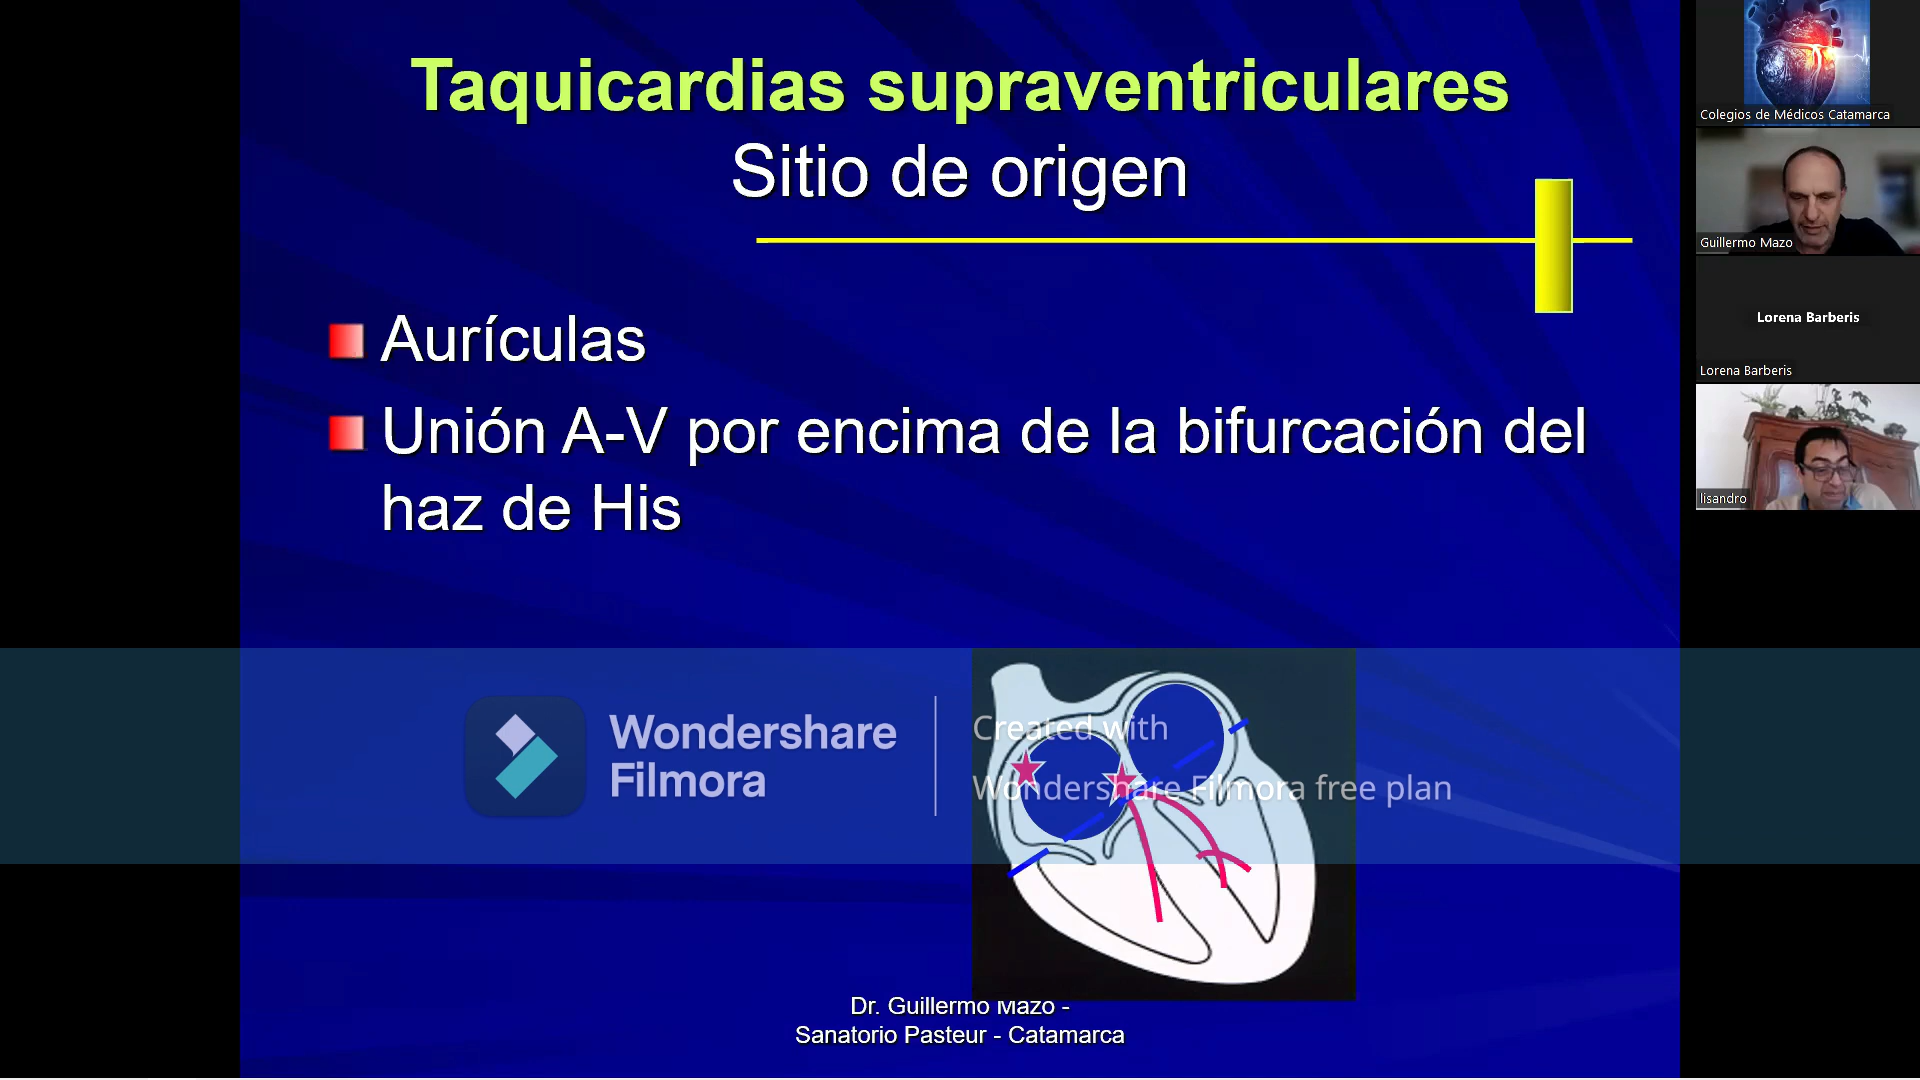 Taquicardias supraventriculares
Sitio de origen
Aurículas
Unión A-V por encima de la bifurcación del
haz de His
Wondershare
Filmora
Created with
Wondershare Filmora free plan
Dr. Guillermo Mazo -
Sanatorio Pasteur - Catamarca
Colegios de Médicos Catamarca
Guillermo Mazo
Lorena Barberis
Lorena Barberis
lisandro